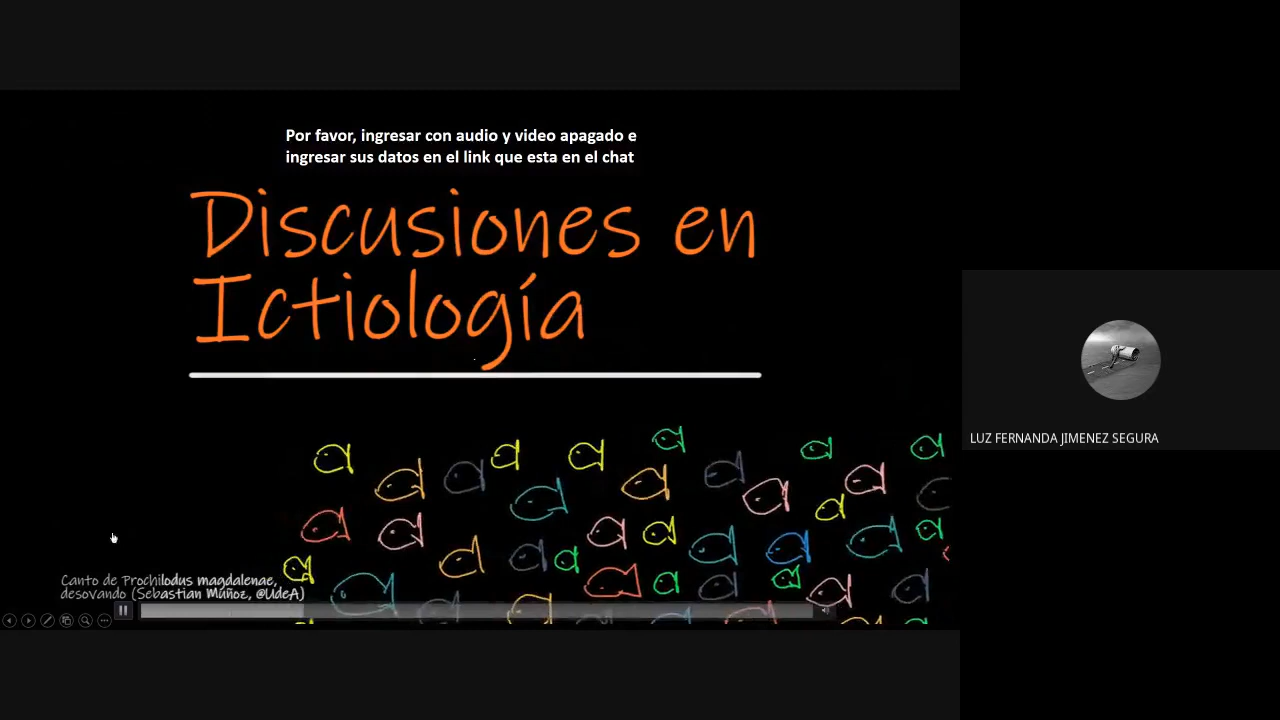 Por favor, ingresar con audio y video apagado e
ingresar sus datos en el link que esta en el chat
Discusiones en
Ictiología
LUZ FERNANDA JIMENEZ SEGURA
Canto de Prochilodus magdalenae,
desovando (Sebastian Múñoz, @UdeA)